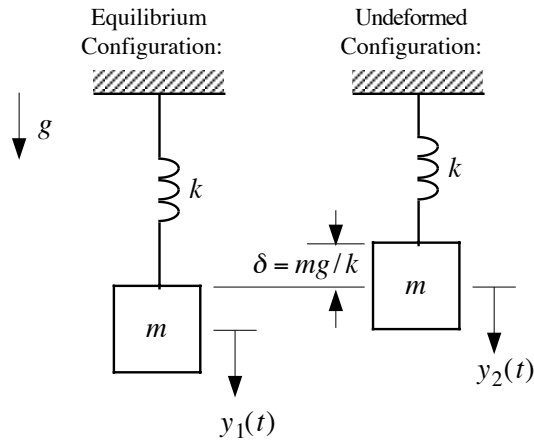 Equilibrium
Configuration:
Undeformed
Configuration:
g
k
k
δ = mg/k
m
m
y₁(t)
y₂(t)